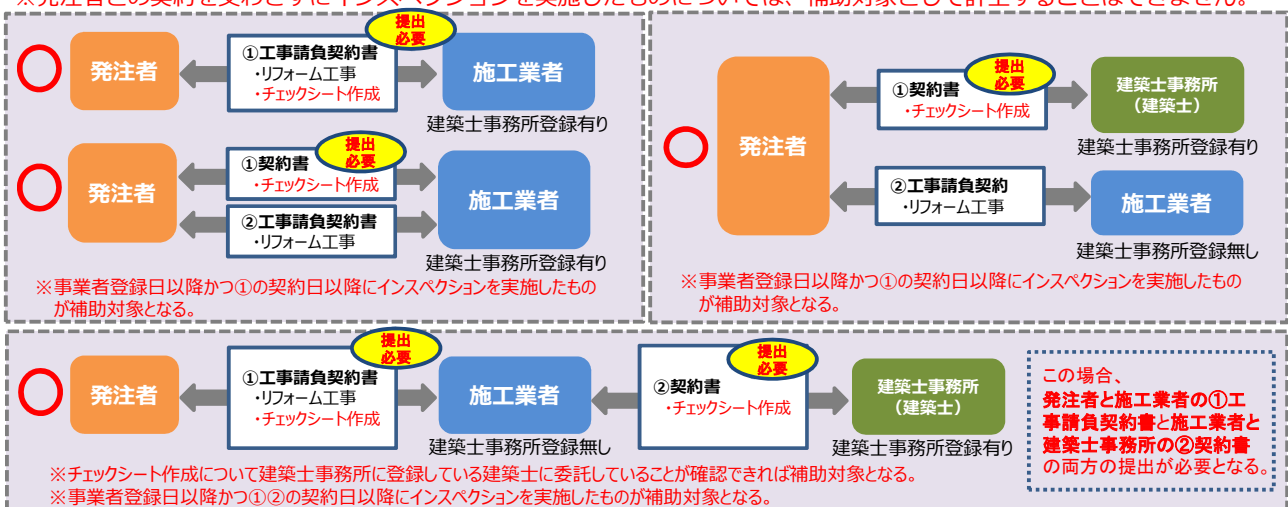 ※発注者との契約を交わさずにインスペクションを実施したものについては、補助対象として計上することはできません。
発注者
①工事請負契約書
・リフォーム工事
・チェックシート作成
提出
必要
施工業者
建築士事務所登録有り
発注者
①契約書
・チェックシート作成
提出
必要
②工事請負契約書
・リフォーム工事
施工業者
建築士事務所登録有り
※事業者登録日以降かつ①の契約日以降にインスペクションを実施したもの
が補助対象となる。
発注者
①契約書
・チェックシート作成
提出
必要
建築士事務所
（建築士）
建築士事務所登録有り
②工事請負契約
・リフォーム工事
施工業者
建築士事務所登録無し
※事業者登録日以降かつ①の契約日以降にインスペクションを実施したもの
が補助対象となる。
発注者
①工事請負契約書
・リフォーム工事
・チェックシート作成
提出
必要
施工業者
建築士事務所登録無し
②契約書
・チェックシート作成
提出
必要
建築士事務所
（建築士）
建築士事務所登録有り
この場合、
発注者と施工業者の①工
事請負契約書と施工業者と
建築士事務所の②契約書
の両方の提出が必要となる。
※チェックシート作成について建築士事務所に登録している建築士に委託していることが確認できれば補助対象となる。
※事業者登録日以降かつ①②の契約日以降にインスペクションを実施したものが補助対象となる。